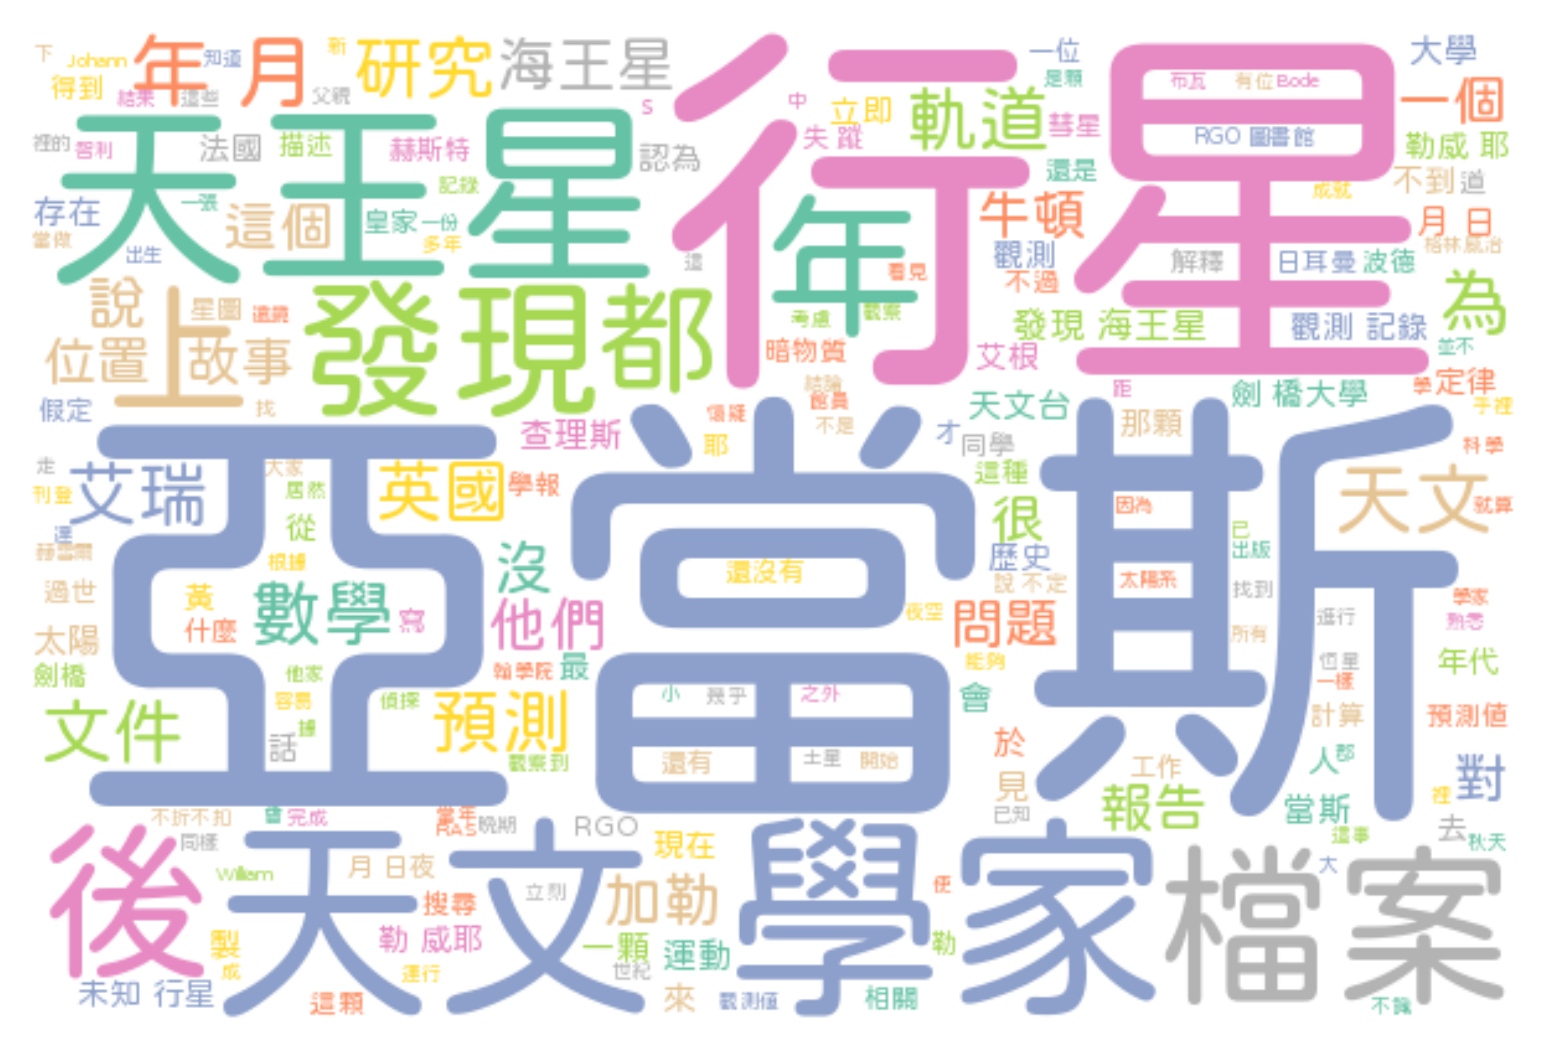 下 Johann 年 月 知道 新 研究 海王星 行星 一位 大學
得到 結果 這些 父親 S 中 立即 軌道 是顆 布瓦 有位 Bode 一個
天王星 失蹤 彗星 RGO 圖書館
裡的 智利 法國 描述 赫斯特 認為 還是 勒威 耶
存在 一張 記錄 年 不到 道 成就
當做 這個 皇家 一份 多年 牛頓 月 日
出生 這 觀測 解釋 日耳曼 波德 格林威治
說 星圖 遠鏡 發現 都 看見 不過 為
上 考慮 觀察 發現 海王星 觀測 記錄
位置 故事 暗物質 艾根 並不
假定 找 結論 館員 距 劍 橋大學 學 定律
查理斯 懷疑 不是 天文台 那顆 手裡
亞當斯 耶 才 同學 科學
走 艾瑞 大家 英國 學報 這種 天文
刊登 居然 很 因為 就算
達 從 已
赫雪爾 根據 沒 還沒有 歷史 出版
過世 黃 數學 寫 說 不定 太陽系 找到 學家
太陽 什麼 他們 夜空 問題 進行 熟悉
所有
劍橋 他家 翰學院 最 能夠 恆星 年代
文件 容易 偵探 預測 小 幾乎 之外 會 一樣
據 計算 預測值
話 觀察到 還有 土星 開始 於 工作 人 郡 對
見 裡
不折不扣 會 完成 當年 RAS 晚期 RGO 已知 報告 當斯 去
後 同樣 天文學家 現在 這事 秋天
William 月 日夜 立刻 加勒 便 檔案 大
搜尋
製 勒 威耶 一顆 運動 勒
成 運行 世紀
未知 行星 這顆 來 觀測值 相關 不識